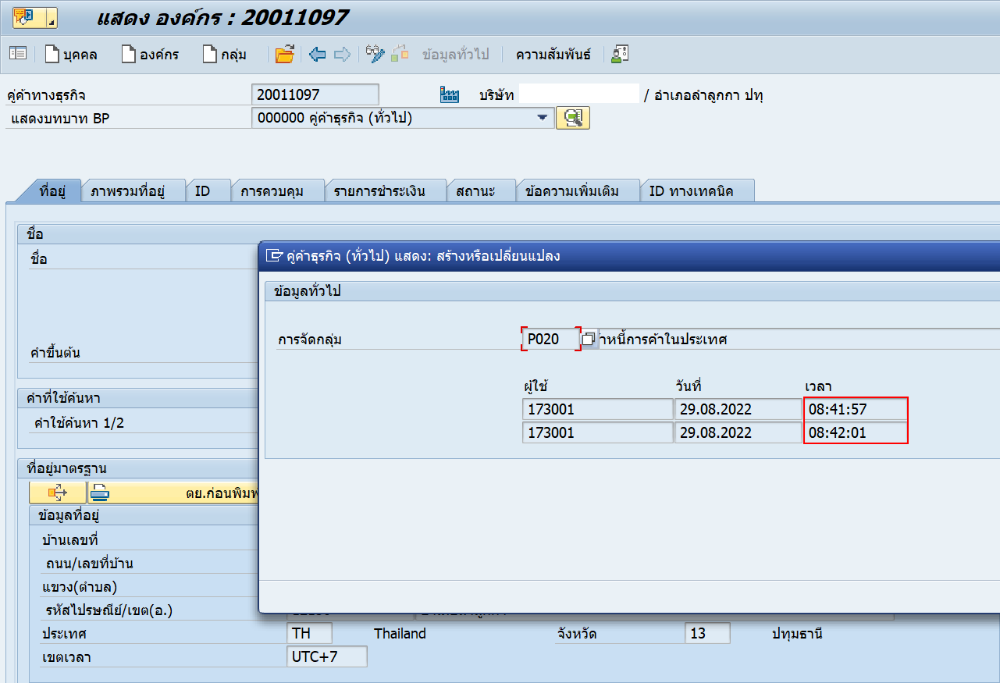 แสดง องค์กร : 20011097
บุคคล องค์กร กลุ่ม ข้อมูลทั่วไป ความสัมพันธ์
คู่ค้าทางธุรกิจ 20011097 บริษัท / อำเภอลำลูกกา ปทุ
แสดงบทบาท BP 000000 คู่ค้าธุรกิจ (ทั่วไป)
ที่อยู่ ภาพรวมที่อยู่ ID การควบคุม รายการชำระเงิน สถานะ ข้อความเพิ่มเติม ID ทางเทคนิค
ชื่อ
ชื่อ
คำขึ้นต้น
คำที่ใช้ค้นหา
คำใช้ค้นหา 1/2
ที่อยู่มาตรฐาน
ตย.ก่อนพิมพ
ข้อมูลที่อยู่
บ้านเลขที่
ถนน/เลขที่บ้าน
แขวง(ตำบล)
รหัสไปรษณีย์/เขต(อ.)
ประเทศ TH Thailand จังหวัด 13 ปทุมธานี
เขตเวลา UTC+7
คู่ค้าธุรกิจ (ทั่วไป) แสดง: สร้างหรือเปลี่ยนแปลง
ข้อมูลทั่วไป
การจัดกลุ่ม P020 าหนี้การค้าในประเทศ
ผู้ใช้ วันที่ เวลา
173001 29.08.2022 08:41:57
173001 29.08.2022 08:42:01